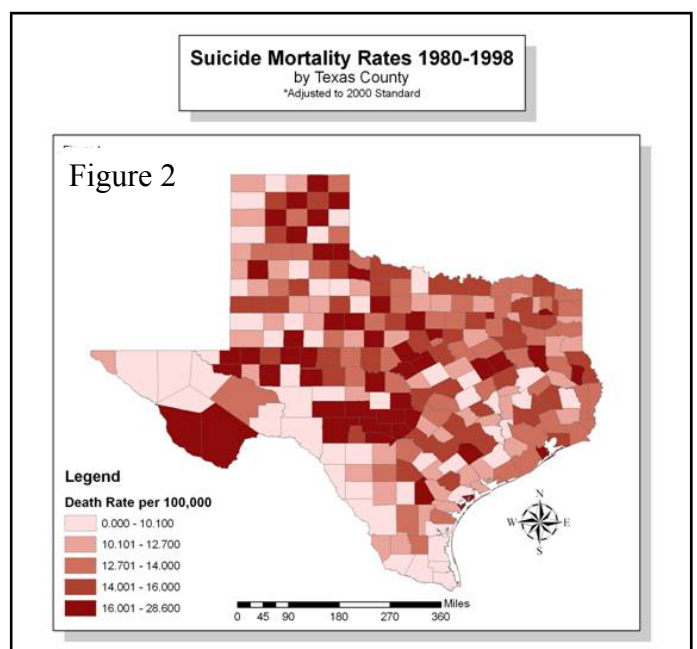 Suicide Mortality Rates 1980-1998
by Texas County
*Adjusted to 2000 Standard
Figure 2
Legend
Death Rate per 100,000
0.000 - 10.100
10.101 - 12.700
12.701 - 14.000
14.001 - 16.000
16.001 - 28.600
N
W
E
S
Miles
0 45 90 180 270 360